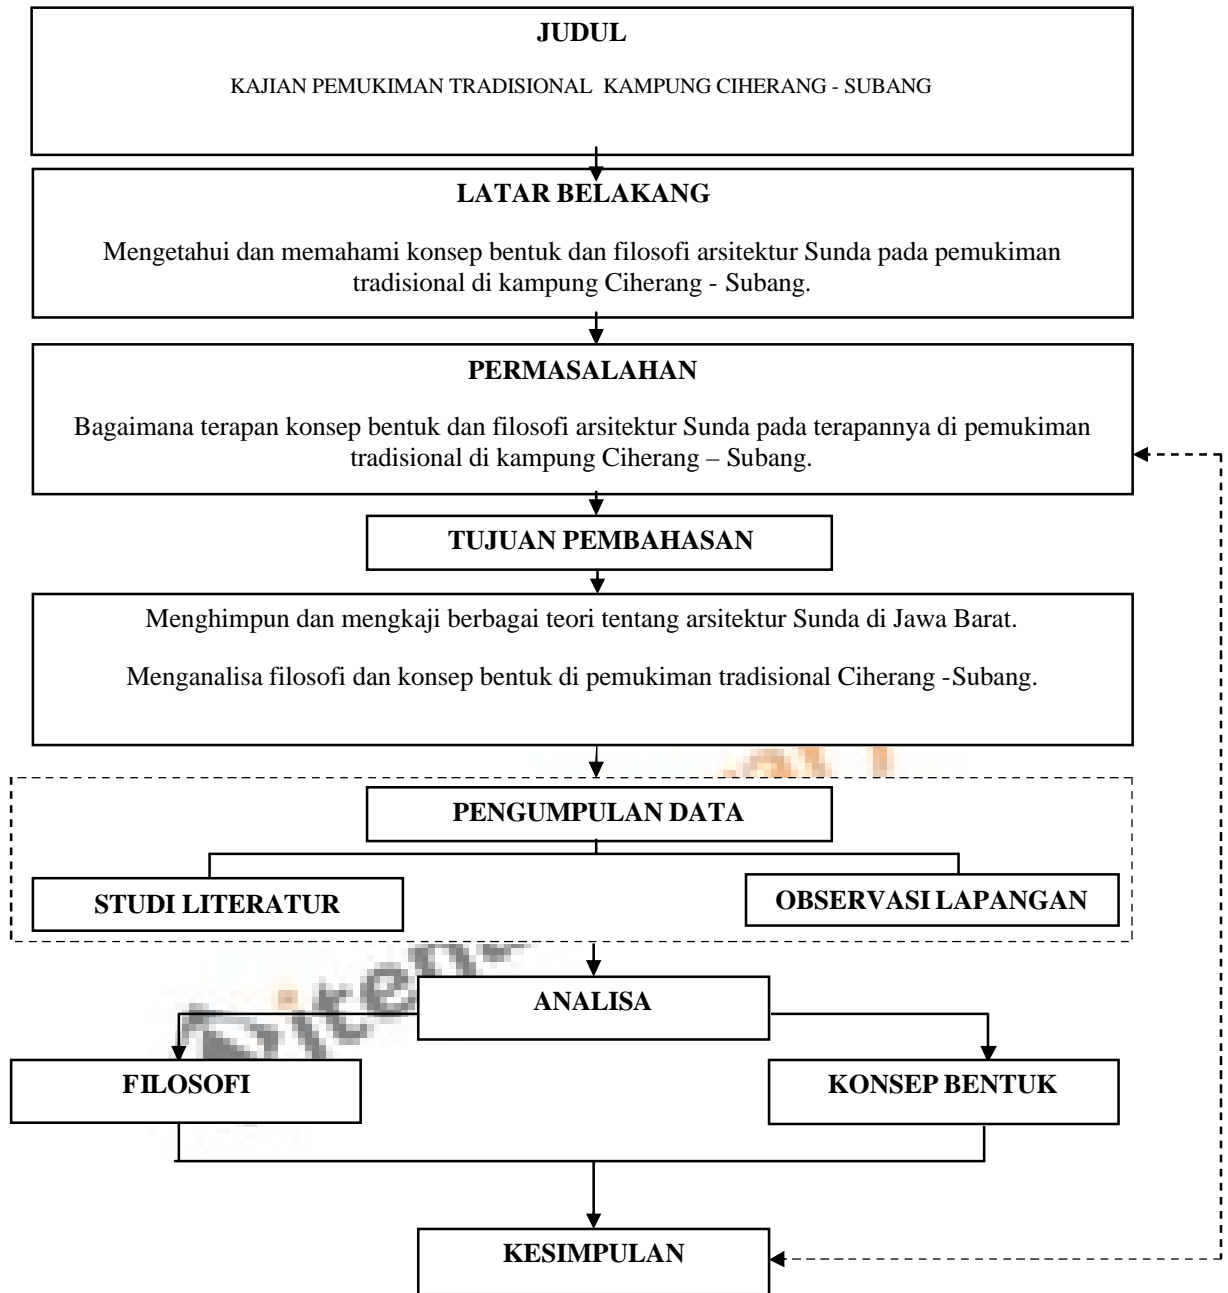 JUDUL
KAJIAN PEMUKIMAN TRADISIONAL KAMPUNG CIHERANG - SUBANG
LATAR BELAKANG
Mengetahui dan memahami konsep bentuk dan filosofi arsitektur Sunda pada pemukiman
tradisional di kampung Ciherang - Subang.
PERMASALAHAN
Bagaimana terapan konsep bentuk dan filosofi arsitektur Sunda pada terapannya di pemukiman
tradisional di kampung Ciherang – Subang.
TUJUAN PEMBAHASAN
Menghimpun dan mengkaji berbagai teori tentang arsitektur Sunda di Jawa Barat.
Menganalisa filosofi dan konsep bentuk di pemukiman tradisional Ciherang -Subang.
PENGUMPULAN DATA
STUDI LITERATUR
OBSERVASI LAPANGAN
ANALISA
FILOSOFI
KONSEP BENTUK
KESIMPULAN